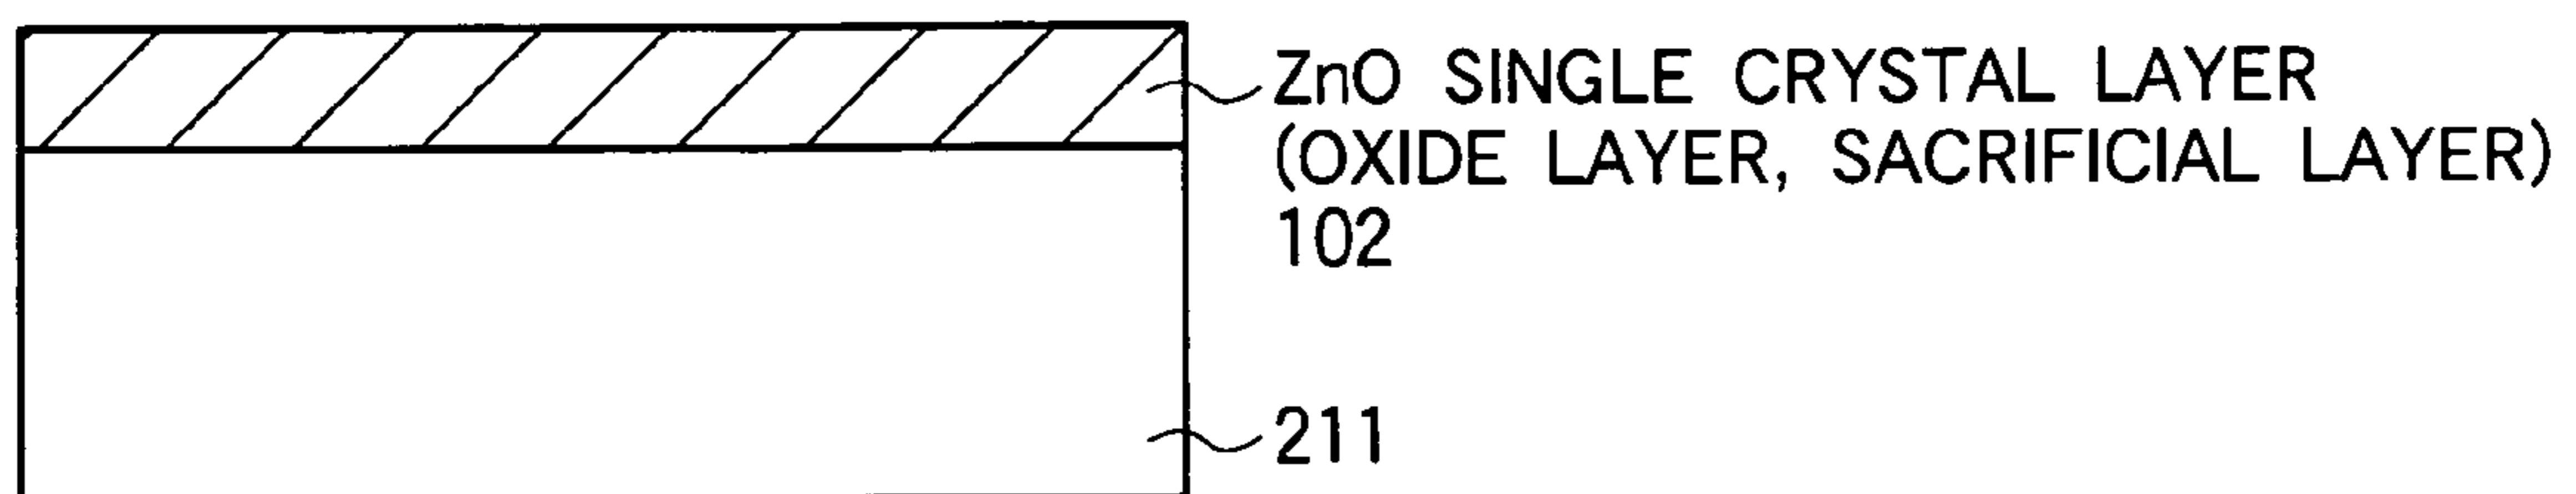 ZnO SINGLE CRYSTAL LAYER
(OXIDE LAYER, SACRIFICIAL LAYER)
102
211